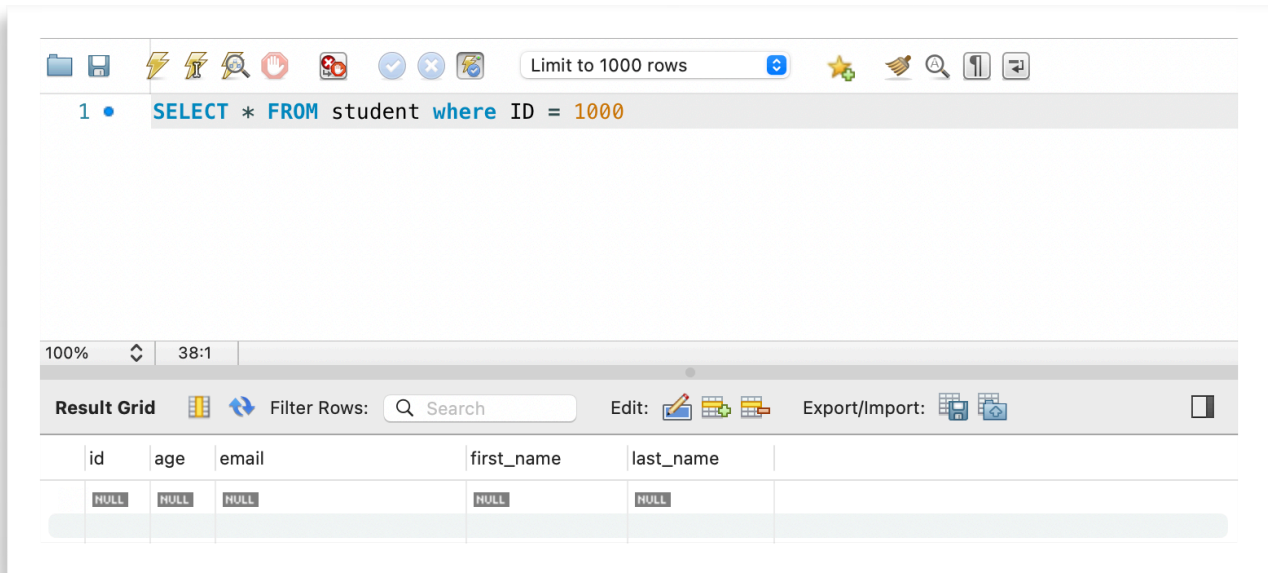 Limit to 1000 rows
1 SELECT * FROM student where ID = 1000
100% 38:1
Result Grid Filter Rows: Search Edit: Export/Import:
id age email first_name last_name
NULL NULL NULL NULL NULL